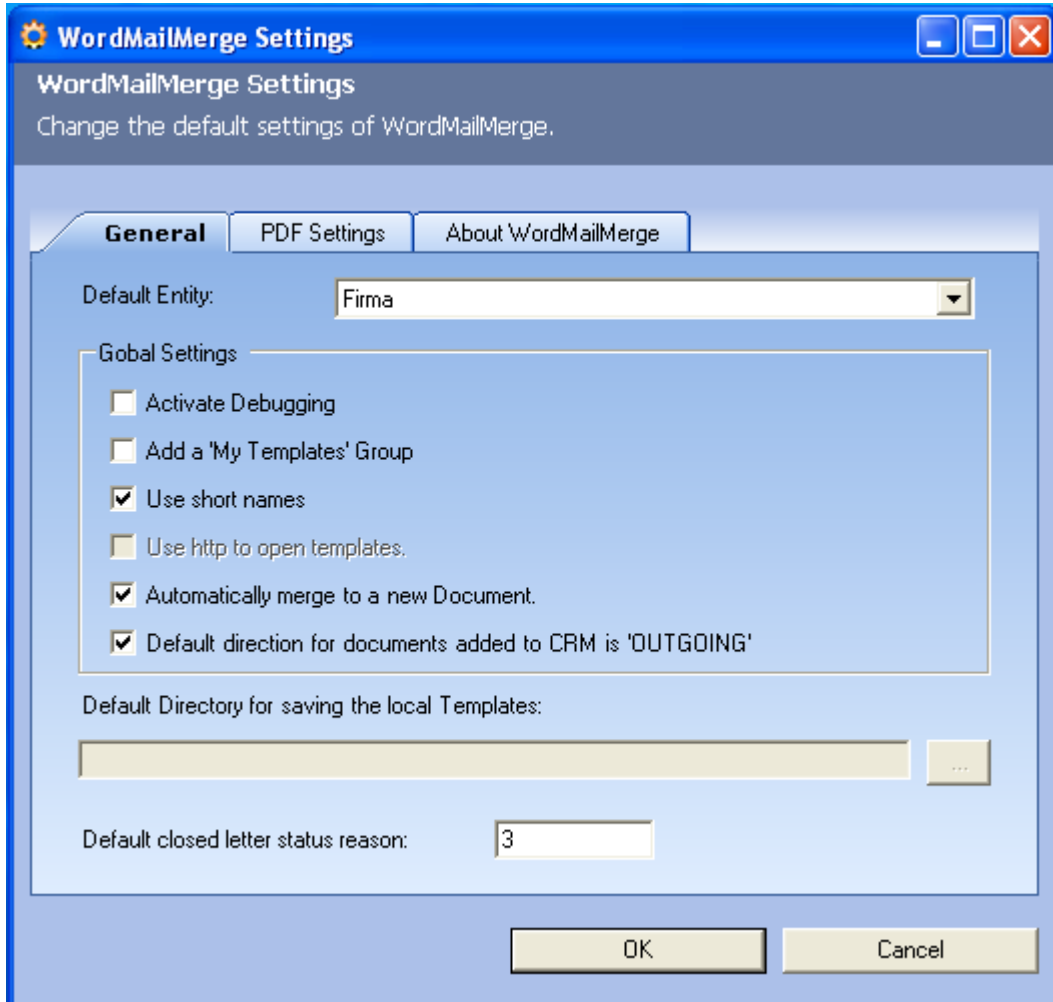 WordMailMerge Settings
WordMailMerge Settings
Change the default settings of WordMailMerge.
General PDF Settings About WordMailMerge
Default Entity: Firma
Gobal Settings
Activate Debugging
Add a 'My Templates' Group
Use short names
Use http to open templates.
Automatically merge to a new Document.
Default direction for documents added to CRM is 'OUTGOING'
Default Directory for saving the local Templates:
...
Default closed letter status reason: 3
OK Cancel